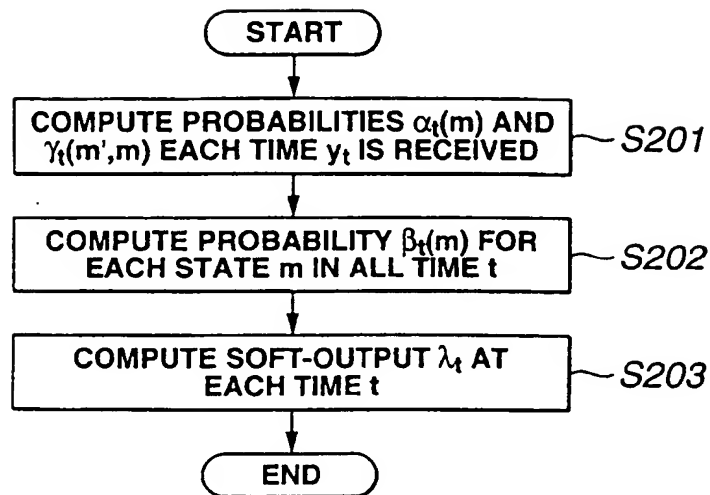 START
COMPUTE PROBABILITIES αt(m) AND
γt(m',m) EACH TIME yt IS RECEIVED
S201
COMPUTE PROBABILITY βt(m) FOR
EACH STATE m IN ALL TIME t
S202
COMPUTE SOFT-OUTPUT λt AT
EACH TIME t
S203
END